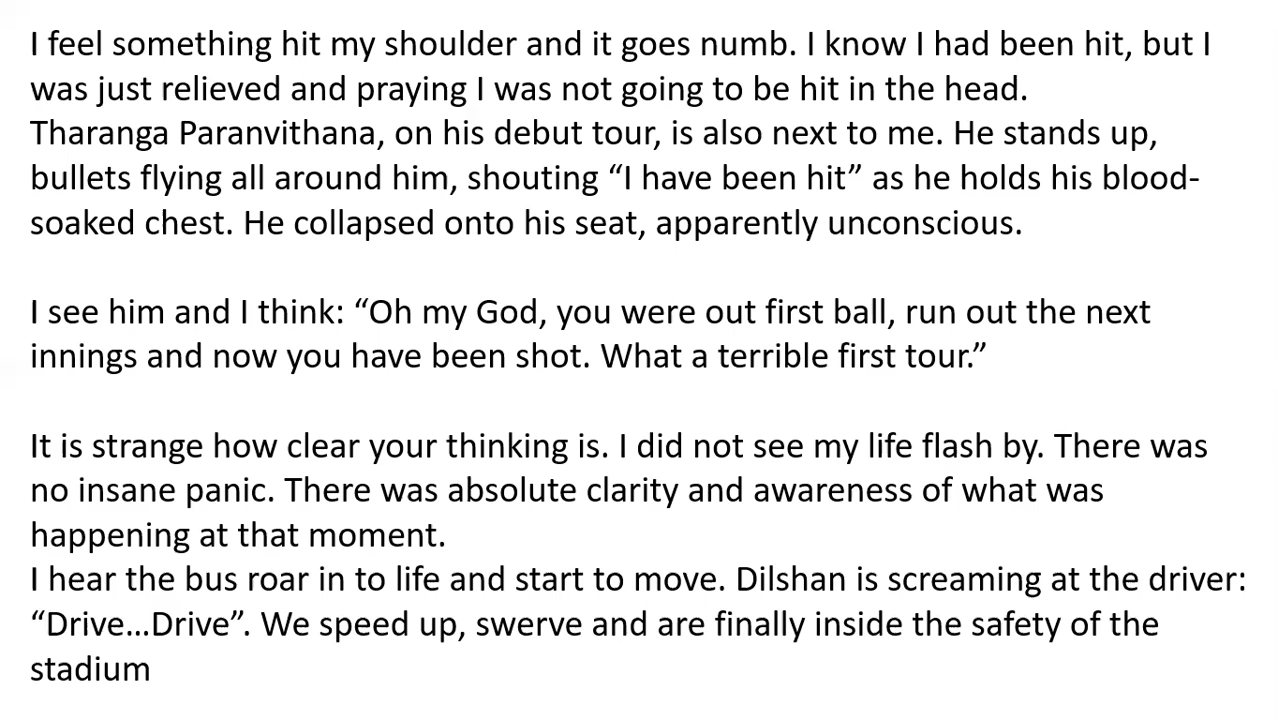 I feel something hit my shoulder and it goes numb. I know I had been hit, but I
was just relieved and praying I was not going to be hit in the head.
Tharanga Paranvithana, on his debut tour, is also next to me. He stands up,
bullets flying all around him, shouting “I have been hit” as he holds his blood-
soaked chest. He collapsed onto his seat, apparently unconscious.
I see him and I think: “Oh my God, you were out first ball, run out the next
innings and now you have been shot. What a terrible first tour.”
It is strange how clear your thinking is. I did not see my life flash by. There was
no insane panic. There was absolute clarity and awareness of what was
happening at that moment.
I hear the bus roar in to life and start to move. Dilshan is screaming at the driver:
“Drive…Drive”. We speed up, swerve and are finally inside the safety of the
stadium